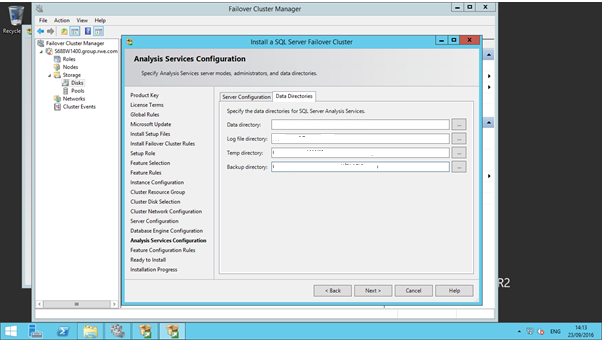 Recycle
Failover Cluster Manager
File Action View Help
Failover Cluster Manager
S688W1400.group.rwe.com
Roles
Nodes
Storage
Disks
Pools
Networks
Cluster Events
Install a SQL Server Failover Cluster
Analysis Services Configuration
Specify Analysis Services server modes, administrators, and data directories.
Product Key
License Terms
Global Rules
Microsoft Update
Install Setup Files
Install Failover Cluster Rules
Setup Role
Feature Selection
Feature Rules
Instance Configuration
Cluster Resource Group
Cluster Disk Selection
Cluster Network Configuration
Server Configuration
Database Engine Configuration
Analysis Services Configuration
Feature Configuration Rules
Ready to Install
Installation Progress
Server Configuration Data Directories
Specify the data directories for SQL Server Analysis Services.
Data directory: ...
Log file directory: ...
Temp directory: ...
Backup directory: ...
< Back Next > Cancel Help
R2
ENG
14:13
23/09/2016